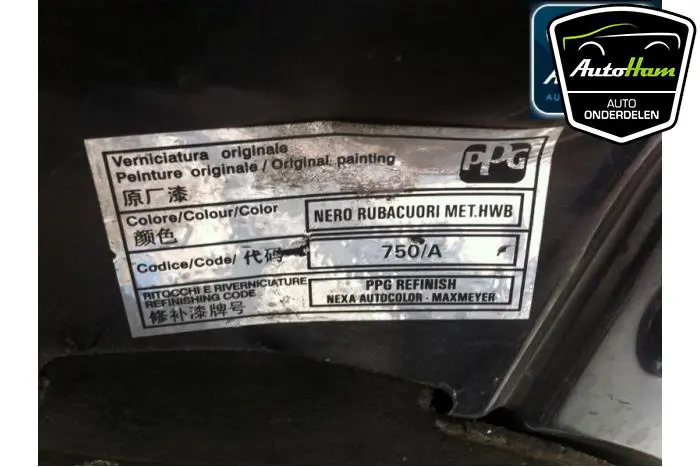 AutoHam
AUTO
ONDERDELEN
A
AU
Verniciatura originale
Peinture originale / Original painting
原厂漆
PPG
Colore/Colour/Color
颜色
NERO RUBACUORI MET.HWB
Codice/Code/ 代码
750/A
RITOCCHI E RIVERNICIATURE
REFINISHING CODE
修补漆牌号
PPG REFINISH
NEXA AUTOCOLOR - MAXMEYER